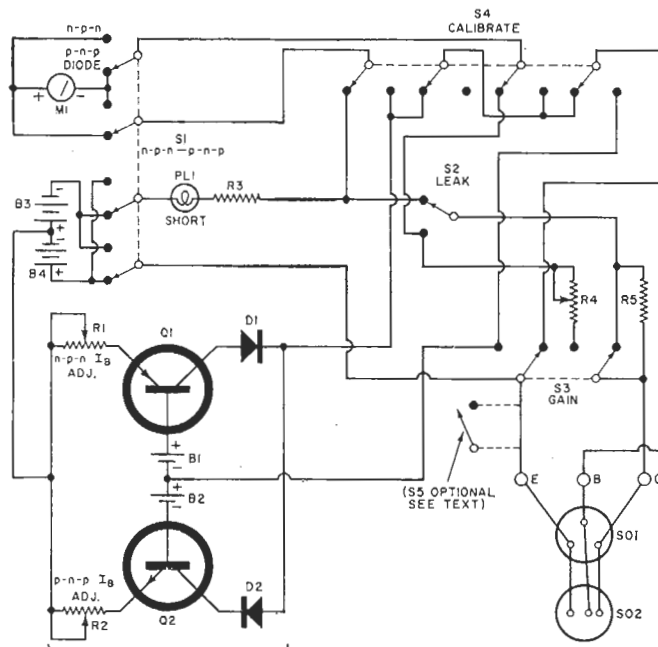 S4
CALIBRATE
n-p-n
p-n-p
DIODE
+ -
M1
S1
n-p-n — p-n-p
PL1
SHORT
R3
S2
LEAK
-
B3
+
-
B4
+
R4
R5
R1
n-p-n IB
ADJ.
Q1
D1
S3
GAIN
+
B1
-
+
B2
-
(S5 OPTIONAL
SEE TEXT)
E
B
C
SO1
p-n-p IB
ADJ.
R2
Q2
D2
SO2